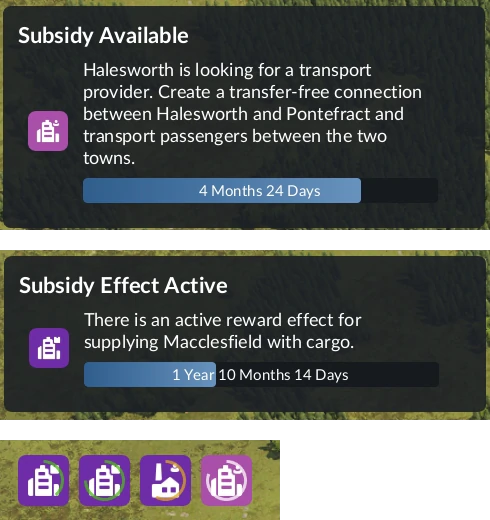 Subsidy Available
Halesworth is looking for a transport
provider. Create a transfer-free connection
between Halesworth and Pontefract and
transport passengers between the two
towns.
4 Months 24 Days
Subsidy Effect Active
There is an active reward effect for
supplying Macclesfield with cargo.
1 Year 10 Months 14 Days